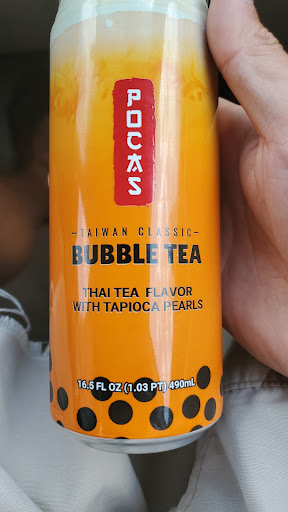 POCAS
-TAIWAN CLASSIC-
BUBBLE TEA
THAI TEA FLAVOR
WITH TAPIOCA PEARLS
16.5 FL OZ (1.03 PT) 490mL